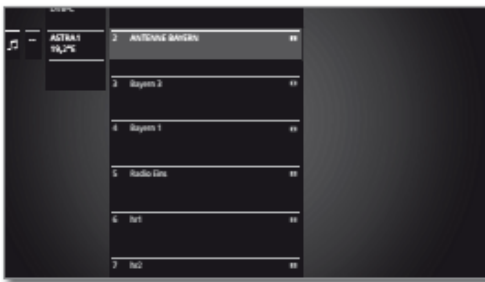 ASTRA1
19,2°E
2 ANTENNE BAYERN
3 Bayern 3
4 Bayern 1
5 Radio Eins
6 hr1
7 hr2